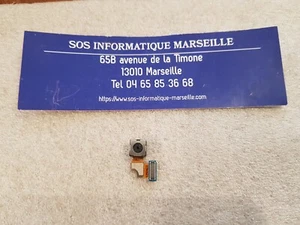 SOS INFORMATIQUE MARSEILLE
65B avenue de la Timone
13010 Marseille
Tel 04 65 85 36 68
https://www.sos-informatique-marseille.com